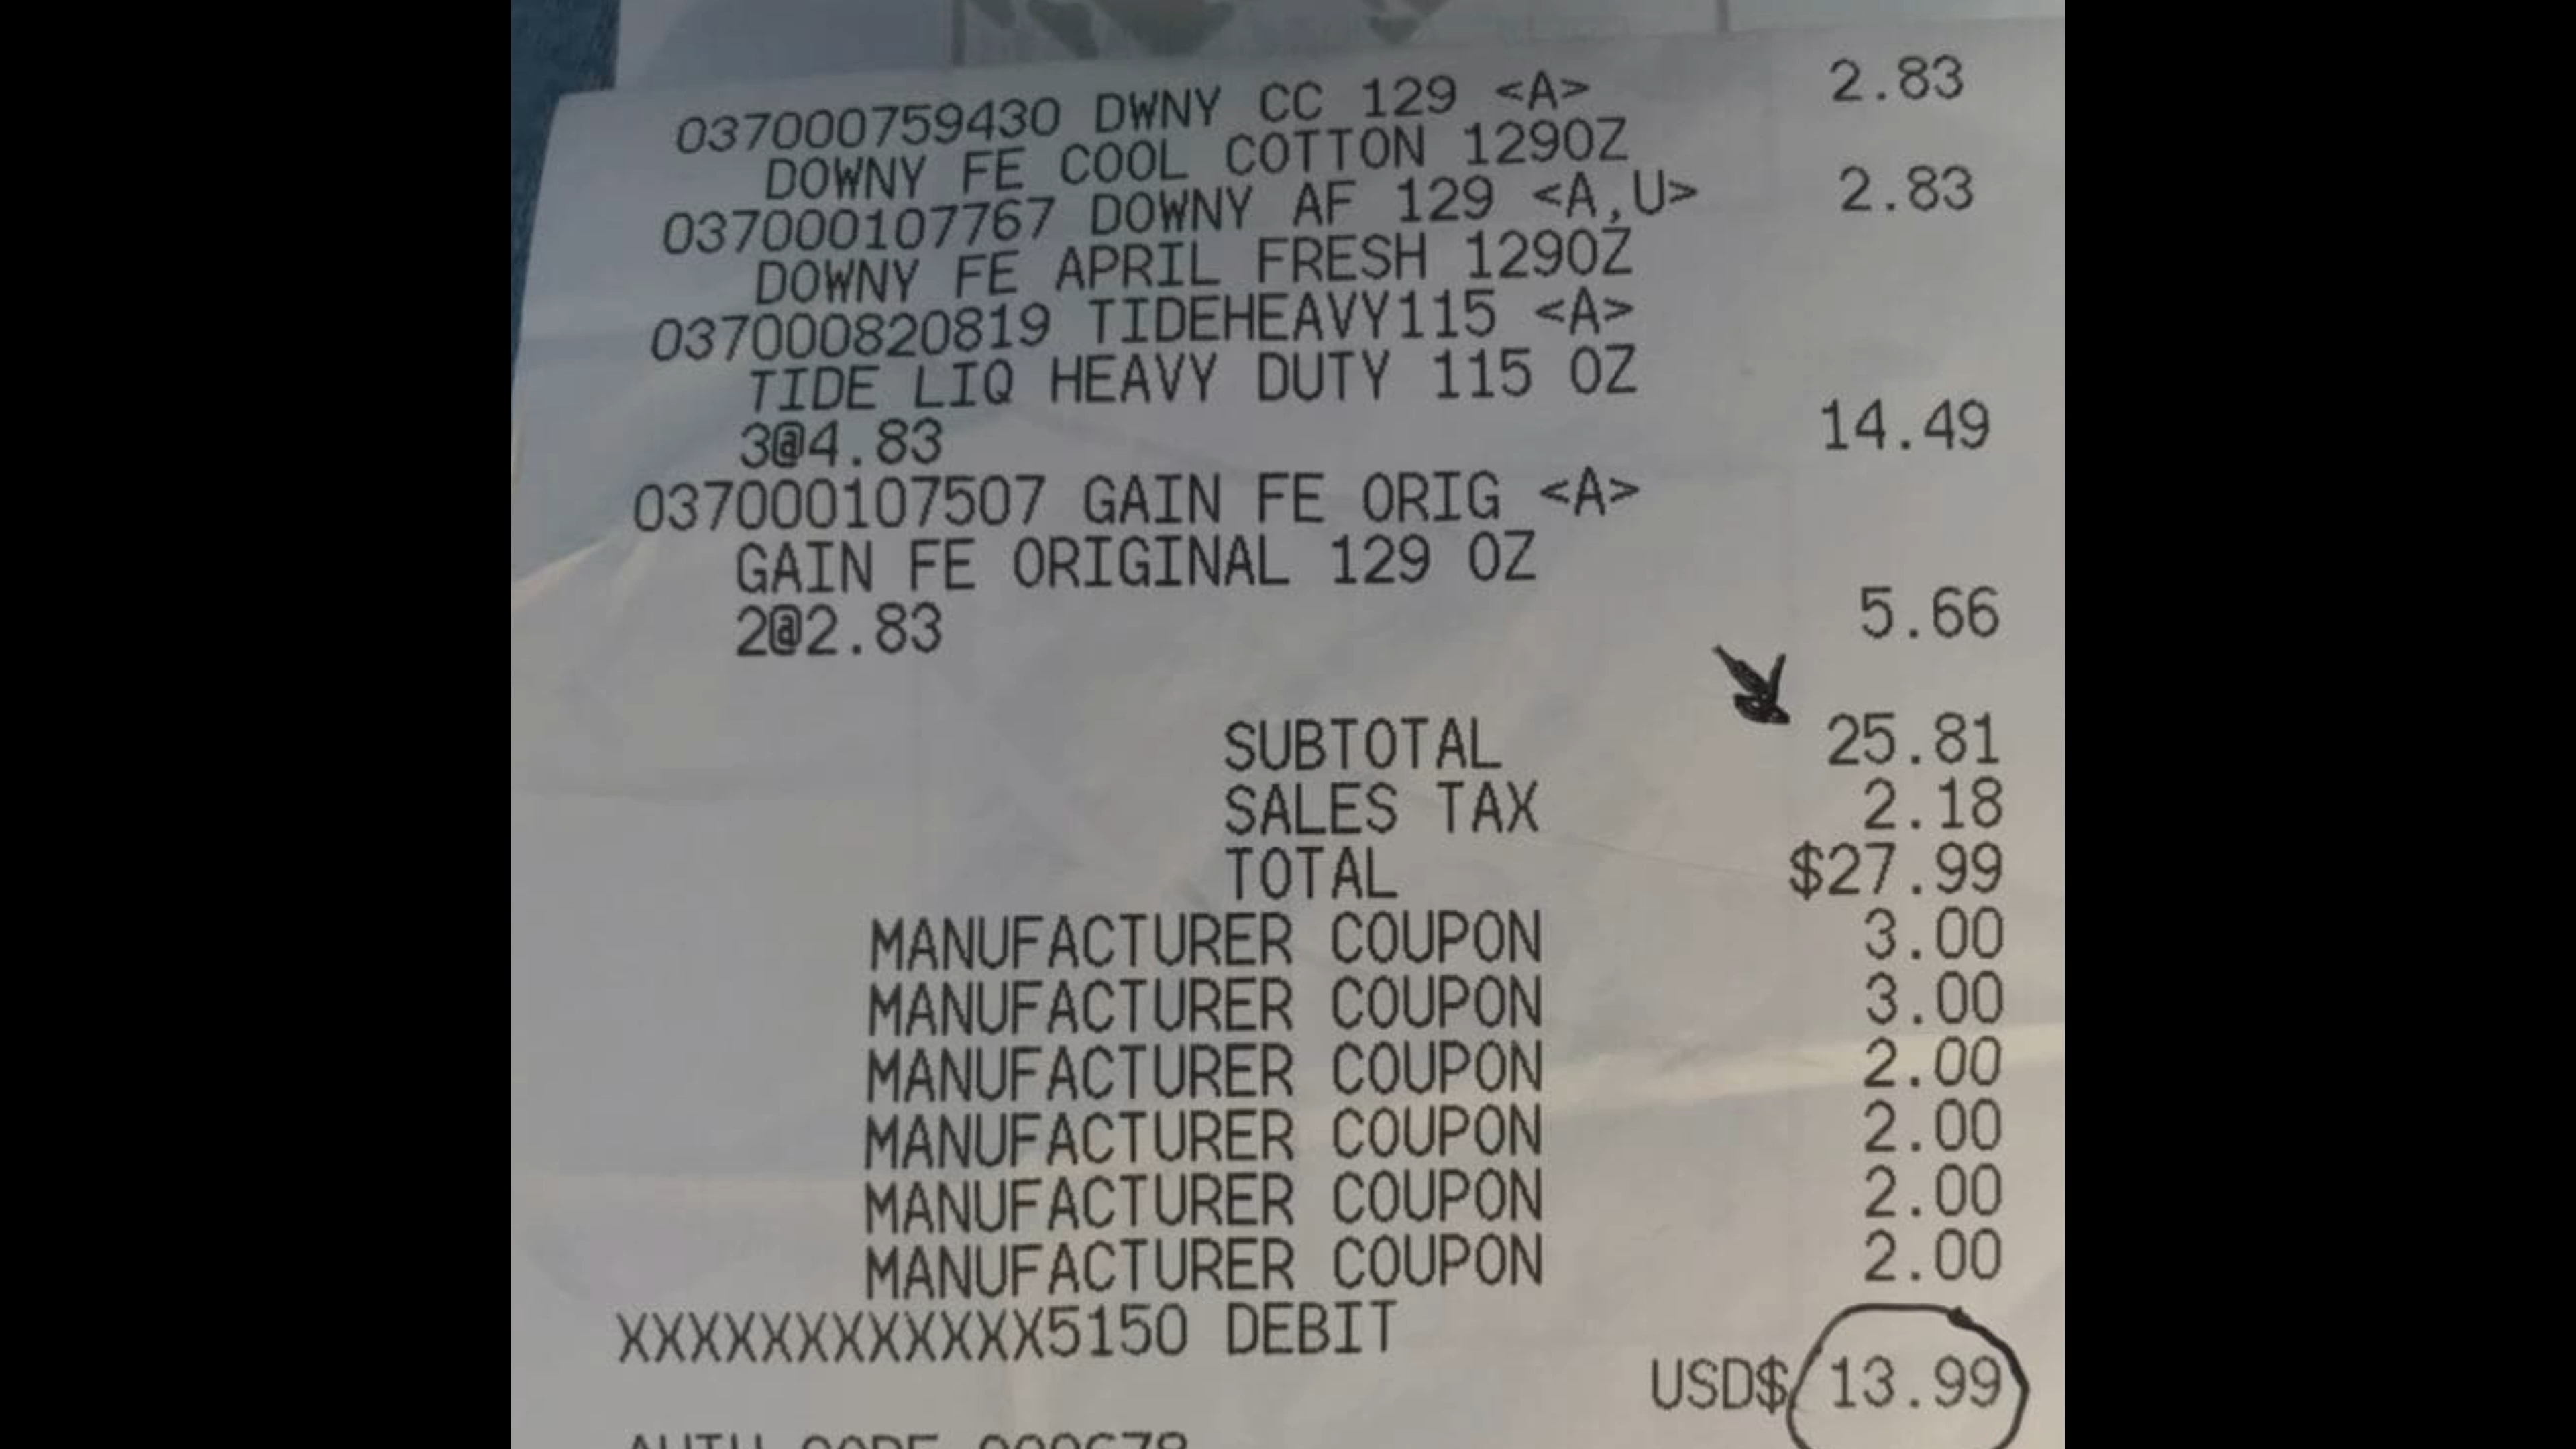 037000759430 DWNY CC 129 <A> 2.83
DOWNY FE COOL COTTON 129OZ
037000107767 DOWNY AF 129 <A,U> 2.83
DOWNY FE APRIL FRESH 129OZ
037000820819 TIDEHEAVY115 <A>
TIDE LIQ HEAVY DUTY 115 OZ
3@4.83 14.49
037000107507 GAIN FE ORIG <A>
GAIN FE ORIGINAL 129 OZ
2@2.83 5.66
SUBTOTAL 25.81
SALES TAX 2.18
TOTAL $27.99
MANUFACTURER COUPON 3.00
MANUFACTURER COUPON 3.00
MANUFACTURER COUPON 2.00
MANUFACTURER COUPON 2.00
MANUFACTURER COUPON 2.00
MANUFACTURER COUPON 2.00
XXXXXXXXXXXX5150 DEBIT
USD$ 13.99